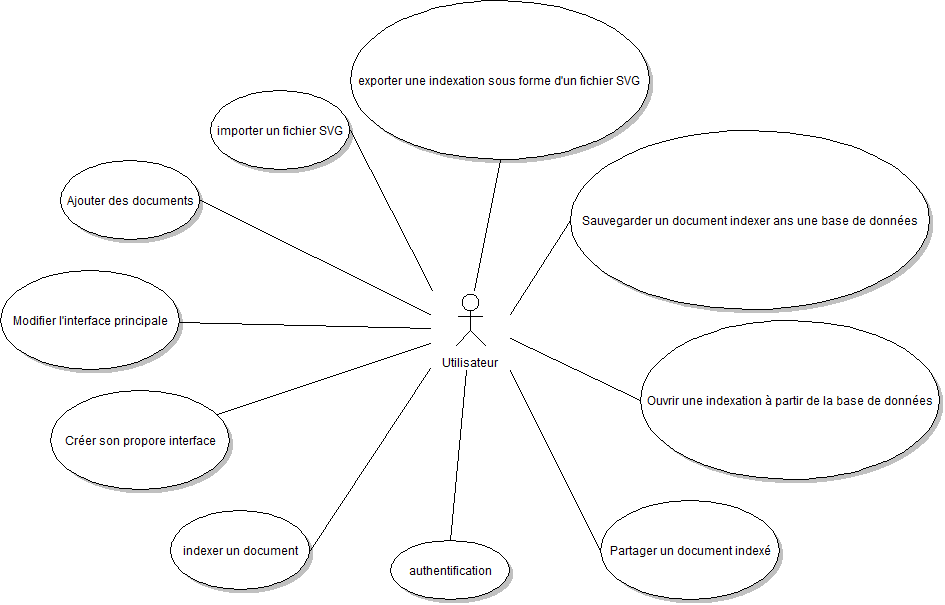 exporter une indexation sous forme d'un fichier SVG
importer un fichier SVG
Ajouter des documents
Sauvegarder un document indexer ans une base de données
Modifier l'interface principale
Utilisateur
Ouvrir une indexation à partir de la base de données
Créer son propore interface
indexer un document
authentification
Partager un document indexé